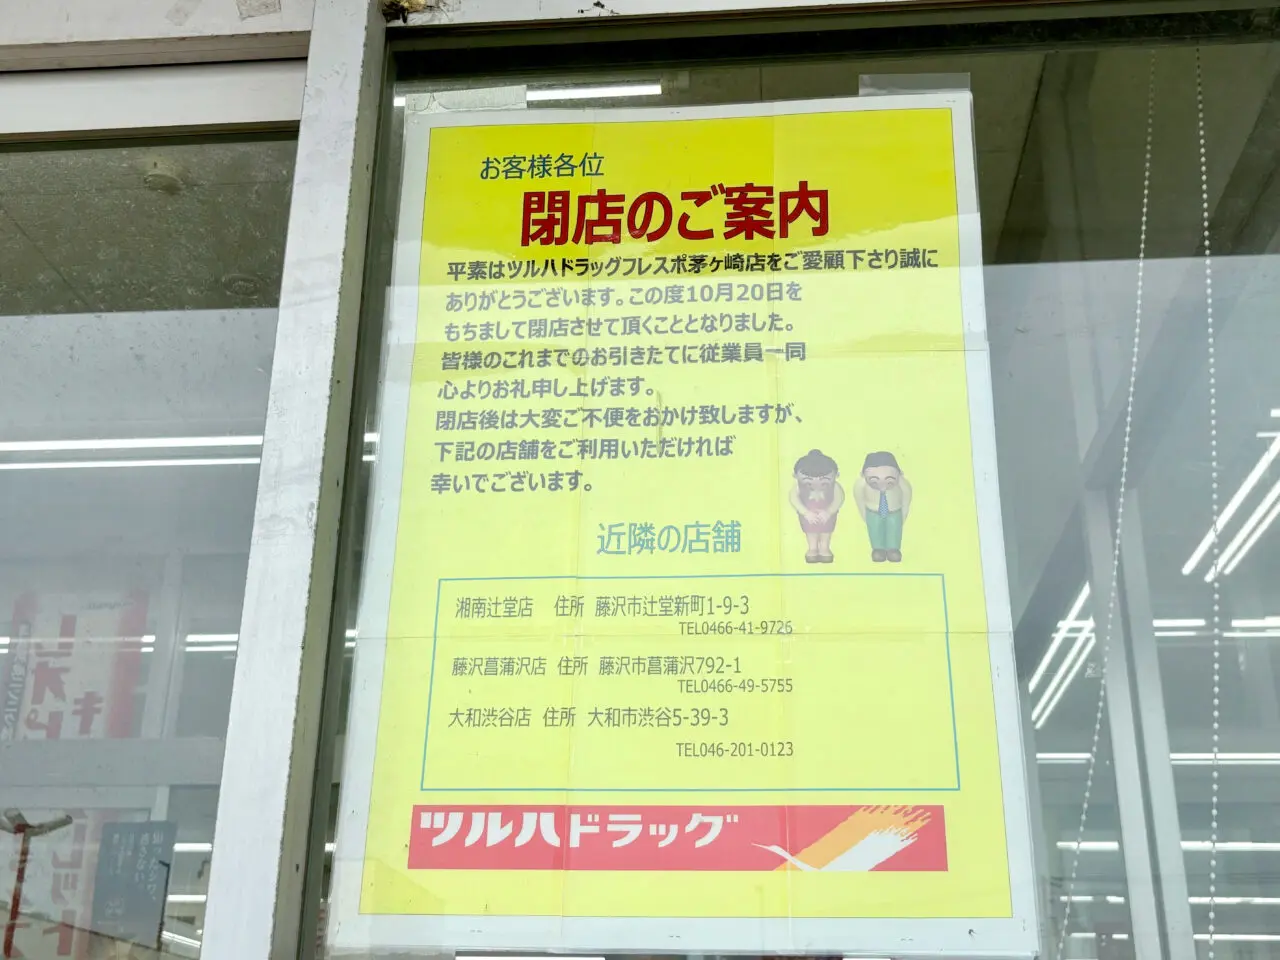 お客様各位
閉店のご案内
平素はツルハドラッグフレスポ茅ヶ崎店をご愛顧下さり誠に
ありがとうございます。この度10月20日を
もちまして閉店させて頂くこととなりました。
皆様のこれまでのお引きたてに従業員一同
心よりお礼申し上げます。
閉店後は大変ご不便をおかけ致しますが、
下記の店舗をご利用いただければ
幸いでございます。
近隣の店舗
湘南辻堂店 住所 藤沢市辻堂新町1-9-3
TEL0466-41-9726
藤沢菖蒲沢店 住所 藤沢市菖蒲沢792-1
TEL0466-49-5755
大和渋谷店 住所 大和市渋谷5-39-3
TEL046-201-0123
ツルハドラッグ